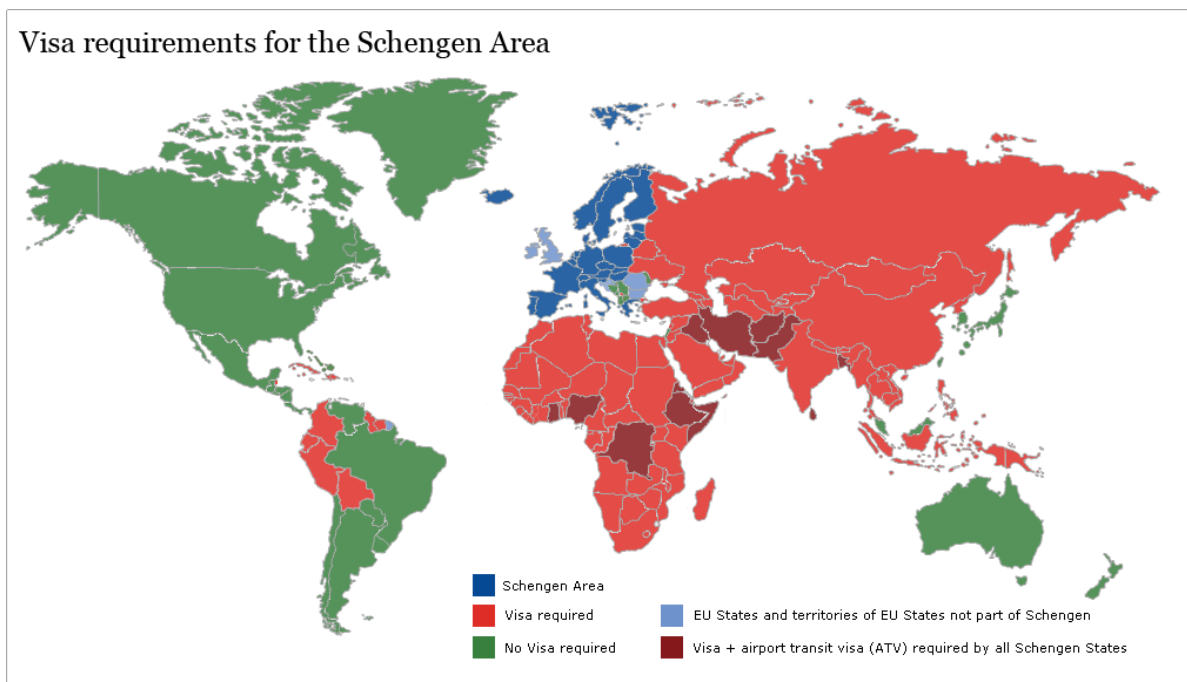 Visa requirements for the Schengen Area
Schengen Area
Visa required
EU States and territories of EU States not part of Schengen
No Visa required
Visa + airport transit visa (ATV) required by all Schengen States